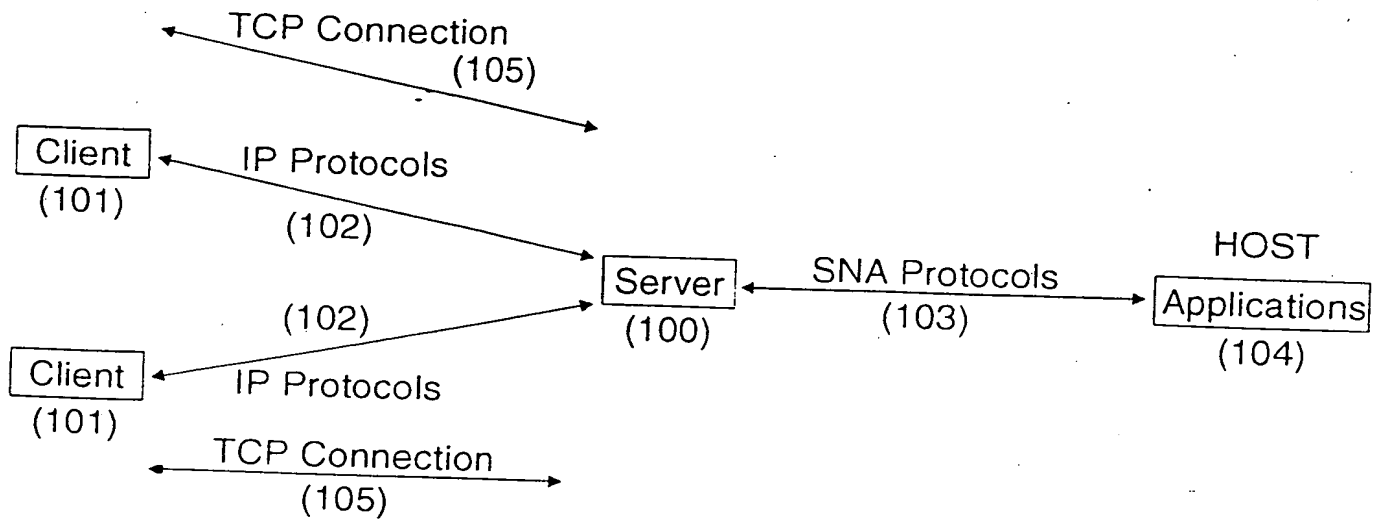 TCP Connection
(105)
Client
(101)
IP Protocols
(102)
Server
(100)
SNA Protocols
(103)
HOST
Applications
(104)
(102)
Client
(101)
IP Protocols
TCP Connection
(105)